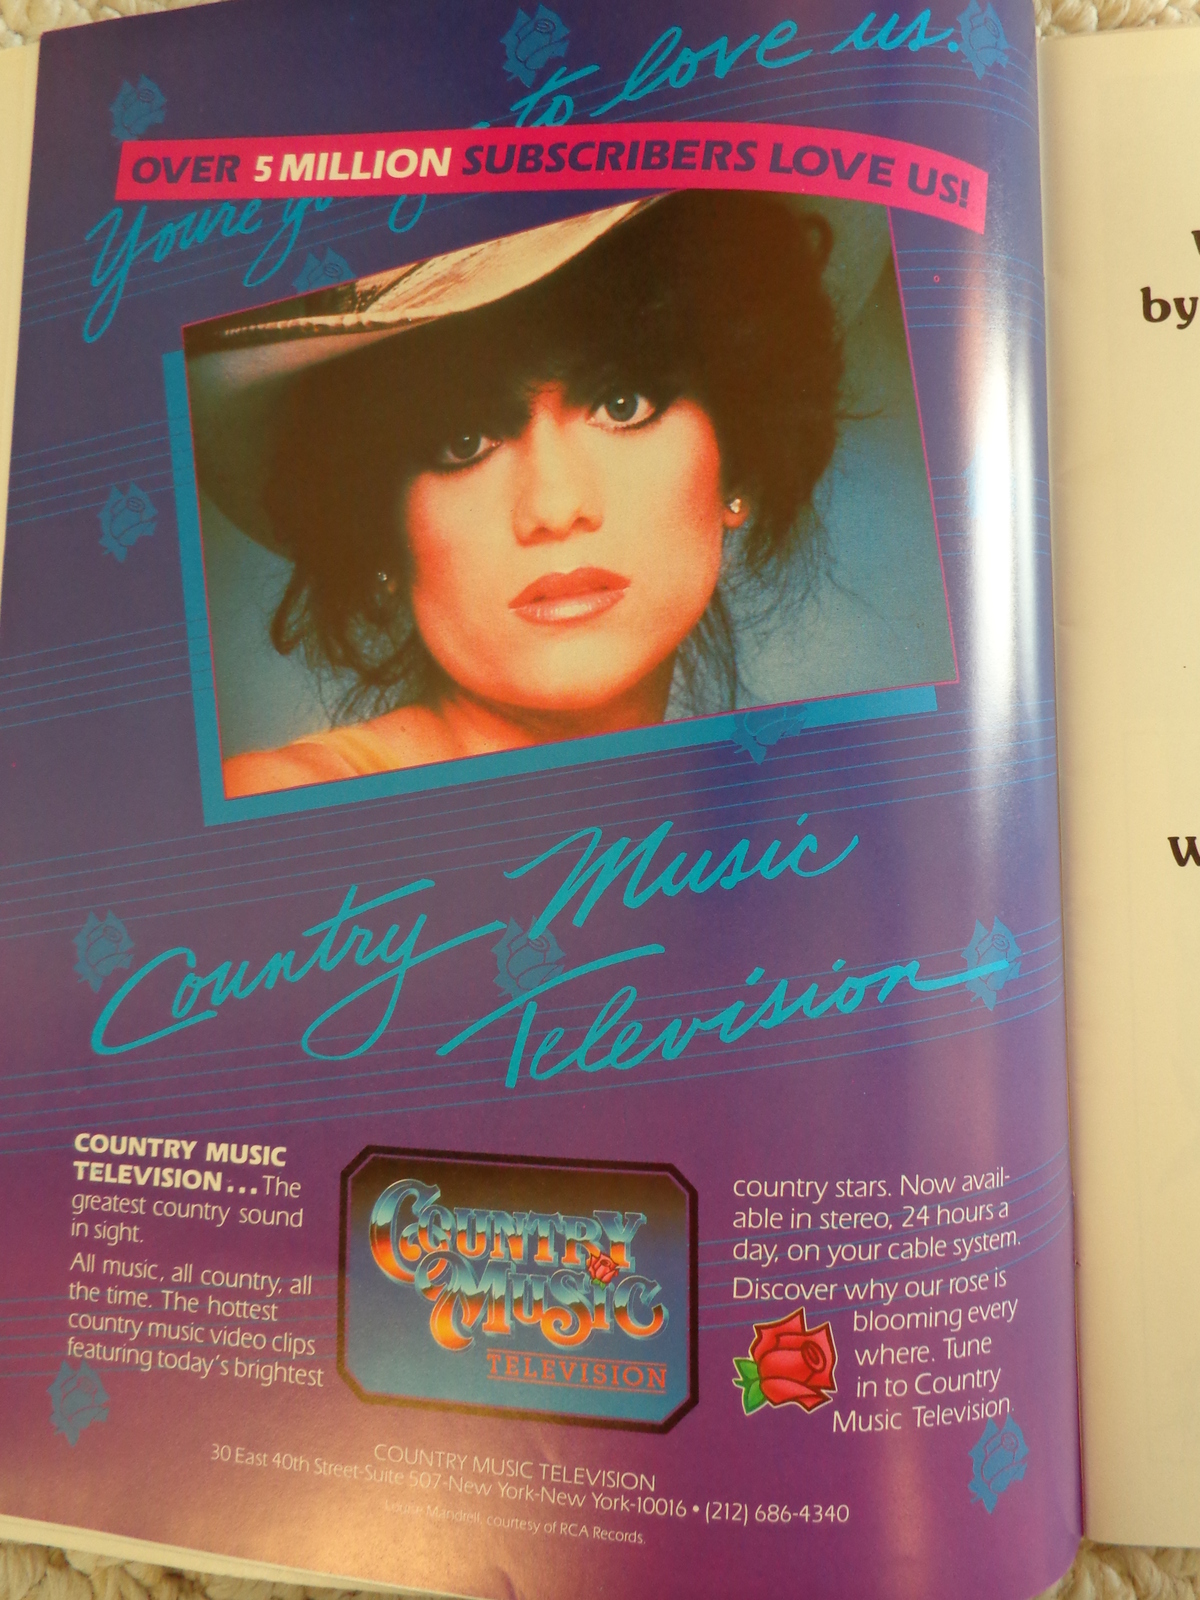 to love us.
OVER 5 MILLION SUBSCRIBERS LOVE US!
You're
Country Music
Television
COUNTRY MUSIC
TELEVISION... The
greatest country sound
in sight.
All music, all country, all
the time. The hottest
country music video clips
featuring today's brightest
COUNTRY
MUSIC
TELEVISION
country stars. Now avail-
able in stereo, 24 hours a
day, on your cable system.
Discover why our rose is
blooming every
where. Tune
in to Country
Music Television.
COUNTRY MUSIC TELEVISION
30 East 40th Street-Suite 507-New York-New York-10016 • (212) 686-4340
Louise Mandrell, courtesy of RCA Records.
by